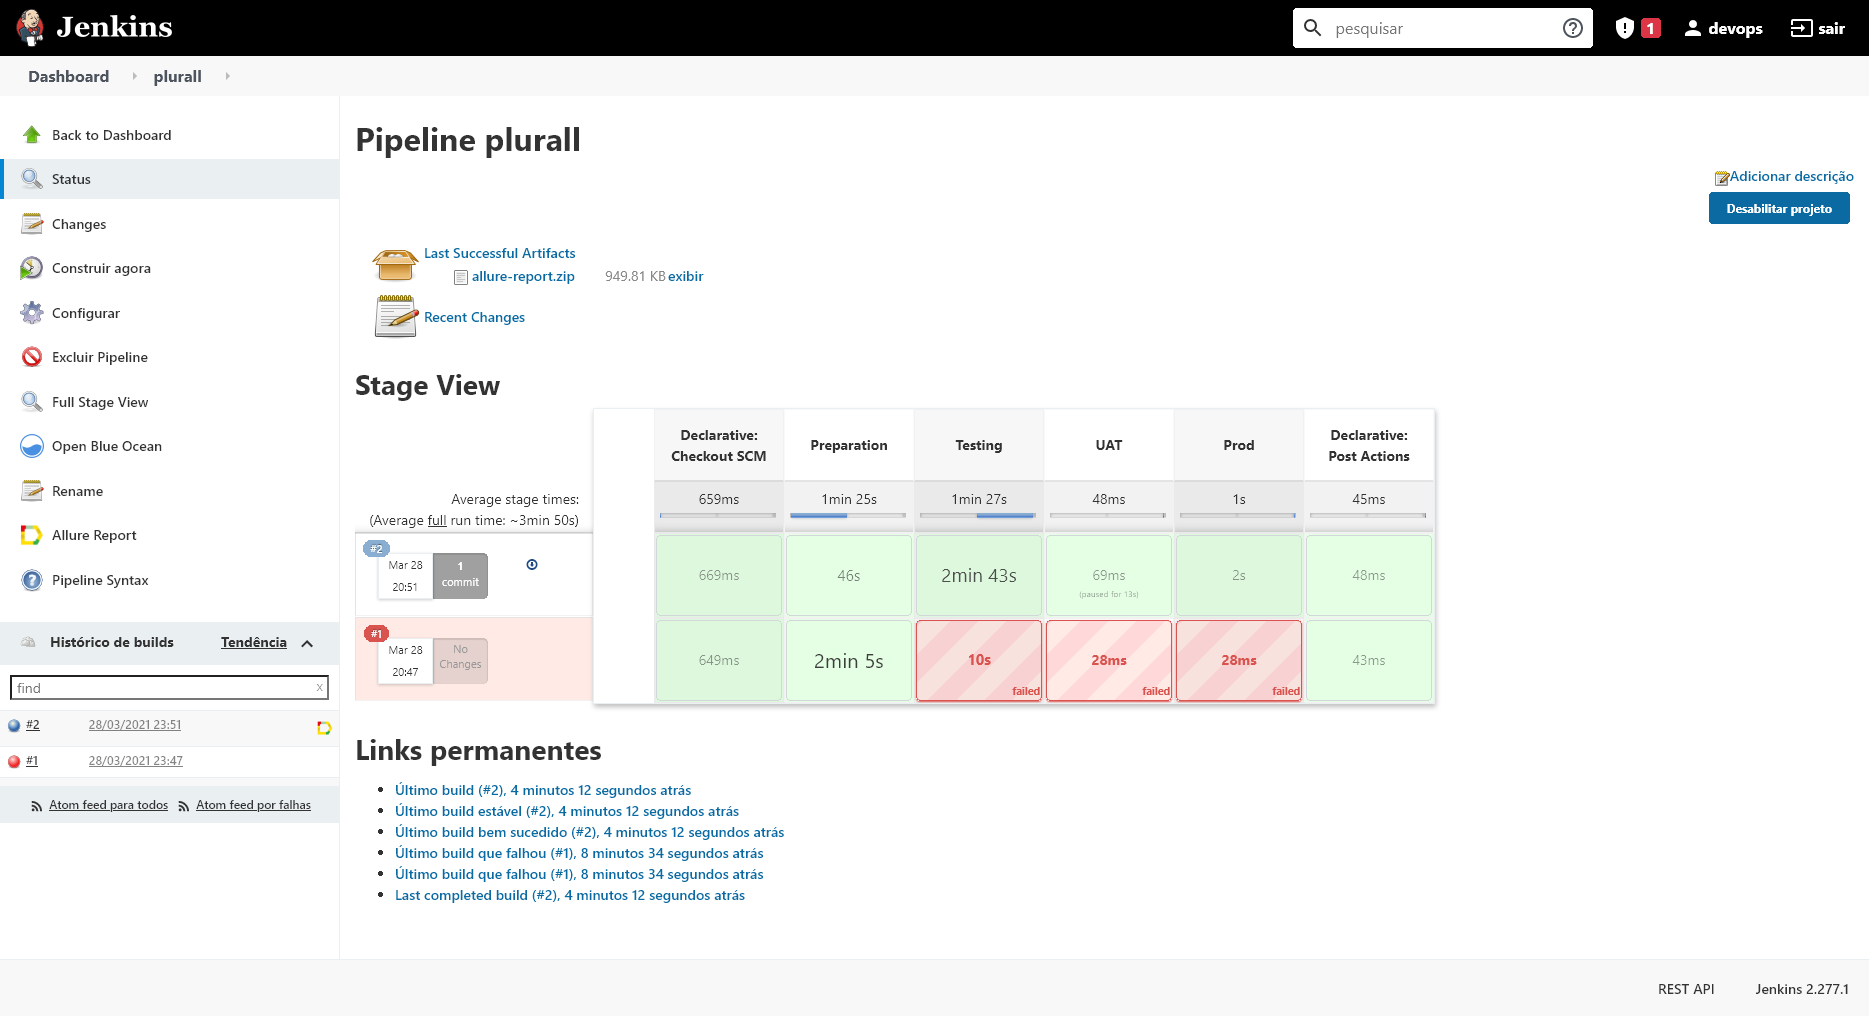 Jenkins
pesquisar
1
devops
sair
Dashboard
plurall
Back to Dashboard
Status
Changes
Construir agora
Configurar
Excluir Pipeline
Full Stage View
Open Blue Ocean
Rename
Allure Report
Pipeline Syntax
Histórico de builds Tendência
find x
#2 28/03/2021 23:51
#1 28/03/2021 23:47
Atom feed para todos Atom feed por falhas
Pipeline plurall
Adicionar descrição
Desabilitar projeto
Last Successful Artifacts
allure-report.zip 949.81 KB exibir
Recent Changes
Stage View
Declarative: Checkout SCM
Preparation
Testing
UAT
Prod
Declarative: Post Actions
Average stage times:
(Average full run time: ~3min 50s)
659ms 1min 25s 1min 27s 48ms 1s 45ms
#2
Mar 28
20:51
1
commit
669ms 46s 2min 43s 69ms 2s 48ms
(paused for 13s)
#1
Mar 28
20:47
No
Changes
649ms 2min 5s 10s 28ms 28ms 43ms
failed failed failed
Links permanentes
Último build (#2), 4 minutos 12 segundos atrás
Último build estável (#2), 4 minutos 12 segundos atrás
Último build bem sucedido (#2), 4 minutos 12 segundos atrás
Último build que falhou (#1), 8 minutos 34 segundos atrás
Último build que falhou (#1), 8 minutos 34 segundos atrás
Last completed build (#2), 4 minutos 12 segundos atrás
REST API Jenkins 2.277.1